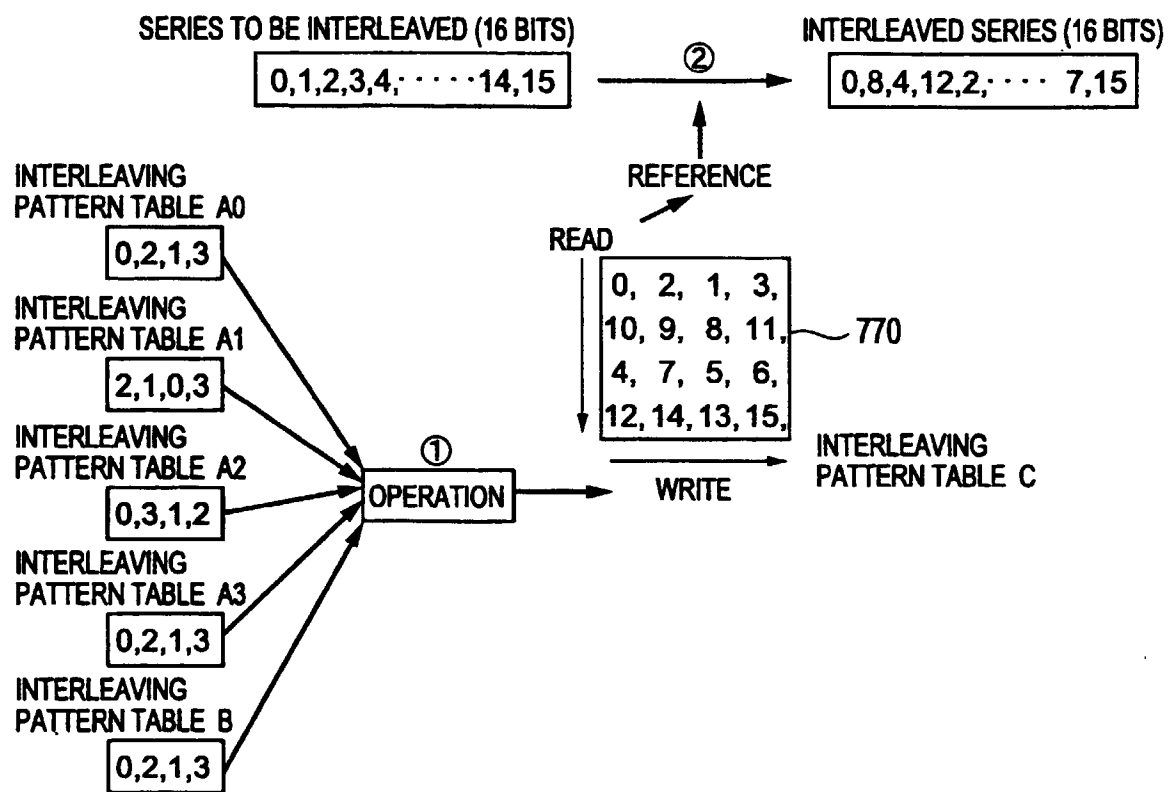 SERIES TO BE INTERLEAVED (16 BITS)
0,1,2,3,4,·····14,15
②
INTERLEAVED SERIES (16 BITS)
0,8,4,12,2,···· 7,15
REFERENCE
INTERLEAVING
PATTERN TABLE A0
0,2,1,3
INTERLEAVING
PATTERN TABLE A1
2,1,0,3
INTERLEAVING
PATTERN TABLE A2
0,3,1,2
INTERLEAVING
PATTERN TABLE A3
0,2,1,3
INTERLEAVING
PATTERN TABLE B
0,2,1,3
①
OPERATION
READ
0, 2, 1, 3,
10, 9, 8, 11,
4, 7, 5, 6,
12, 14, 13, 15,
770
WRITE
INTERLEAVING
PATTERN TABLE C